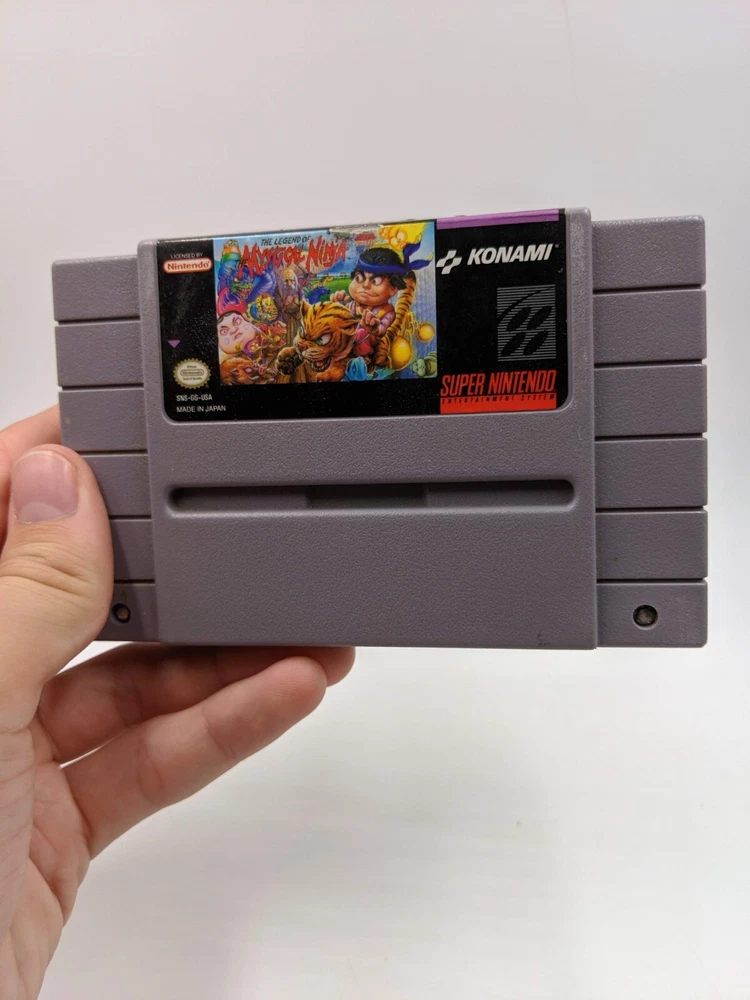 LICENSED BY
Nintendo
THE LEGEND OF
MYSTICAL NINJA
KONAMI
Nintendo
SNS-GG-USA
MADE IN JAPAN
SUPER NINTENDO
ENTERTAINMENT SYSTEM